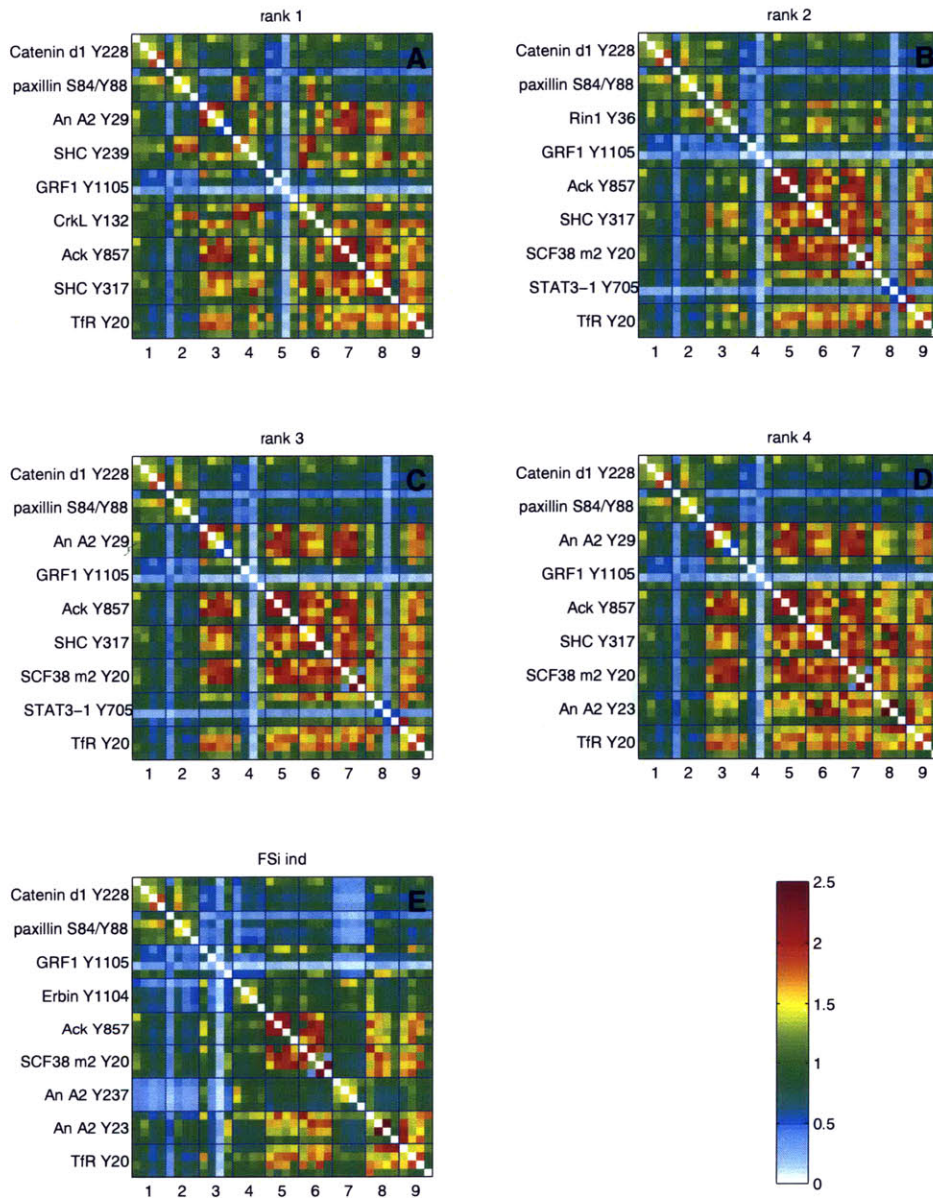 rank 1
A
Catenin d1 Y228
paxillin S84/Y88
An A2 Y29
SHC Y239
GRF1 Y1105
CrkL Y132
Ack Y857
SHC Y317
TfR Y20
1 2 3 4 5 6 7 8 9
rank 2
B
Catenin d1 Y228
paxillin S84/Y88
Rin1 Y36
GRF1 Y1105
Ack Y857
SHC Y317
SCF38 m2 Y20
STAT3-1 Y705
TfR Y20
1 2 3 4 5 6 7 8 9
rank 3
C
Catenin d1 Y228
paxillin S84/Y88
An A2 Y29
GRF1 Y1105
Ack Y857
SHC Y317
SCF38 m2 Y20
STAT3-1 Y705
TfR Y20
1 2 3 4 5 6 7 8 9
rank 4
D
Catenin d1 Y228
paxillin S84/Y88
An A2 Y29
GRF1 Y1105
Ack Y857
SHC Y317
SCF38 m2 Y20
An A2 Y23
TfR Y20
1 2 3 4 5 6 7 8 9
FSi ind
E
Catenin d1 Y228
paxillin S84/Y88
GRF1 Y1105
Erbin Y1104
Ack Y857
SCF38 m2 Y20
An A2 Y237
An A2 Y23
TfR Y20
1 2 3 4 5 6 7 8 9
2.5
2
1.5
1
0.5
0